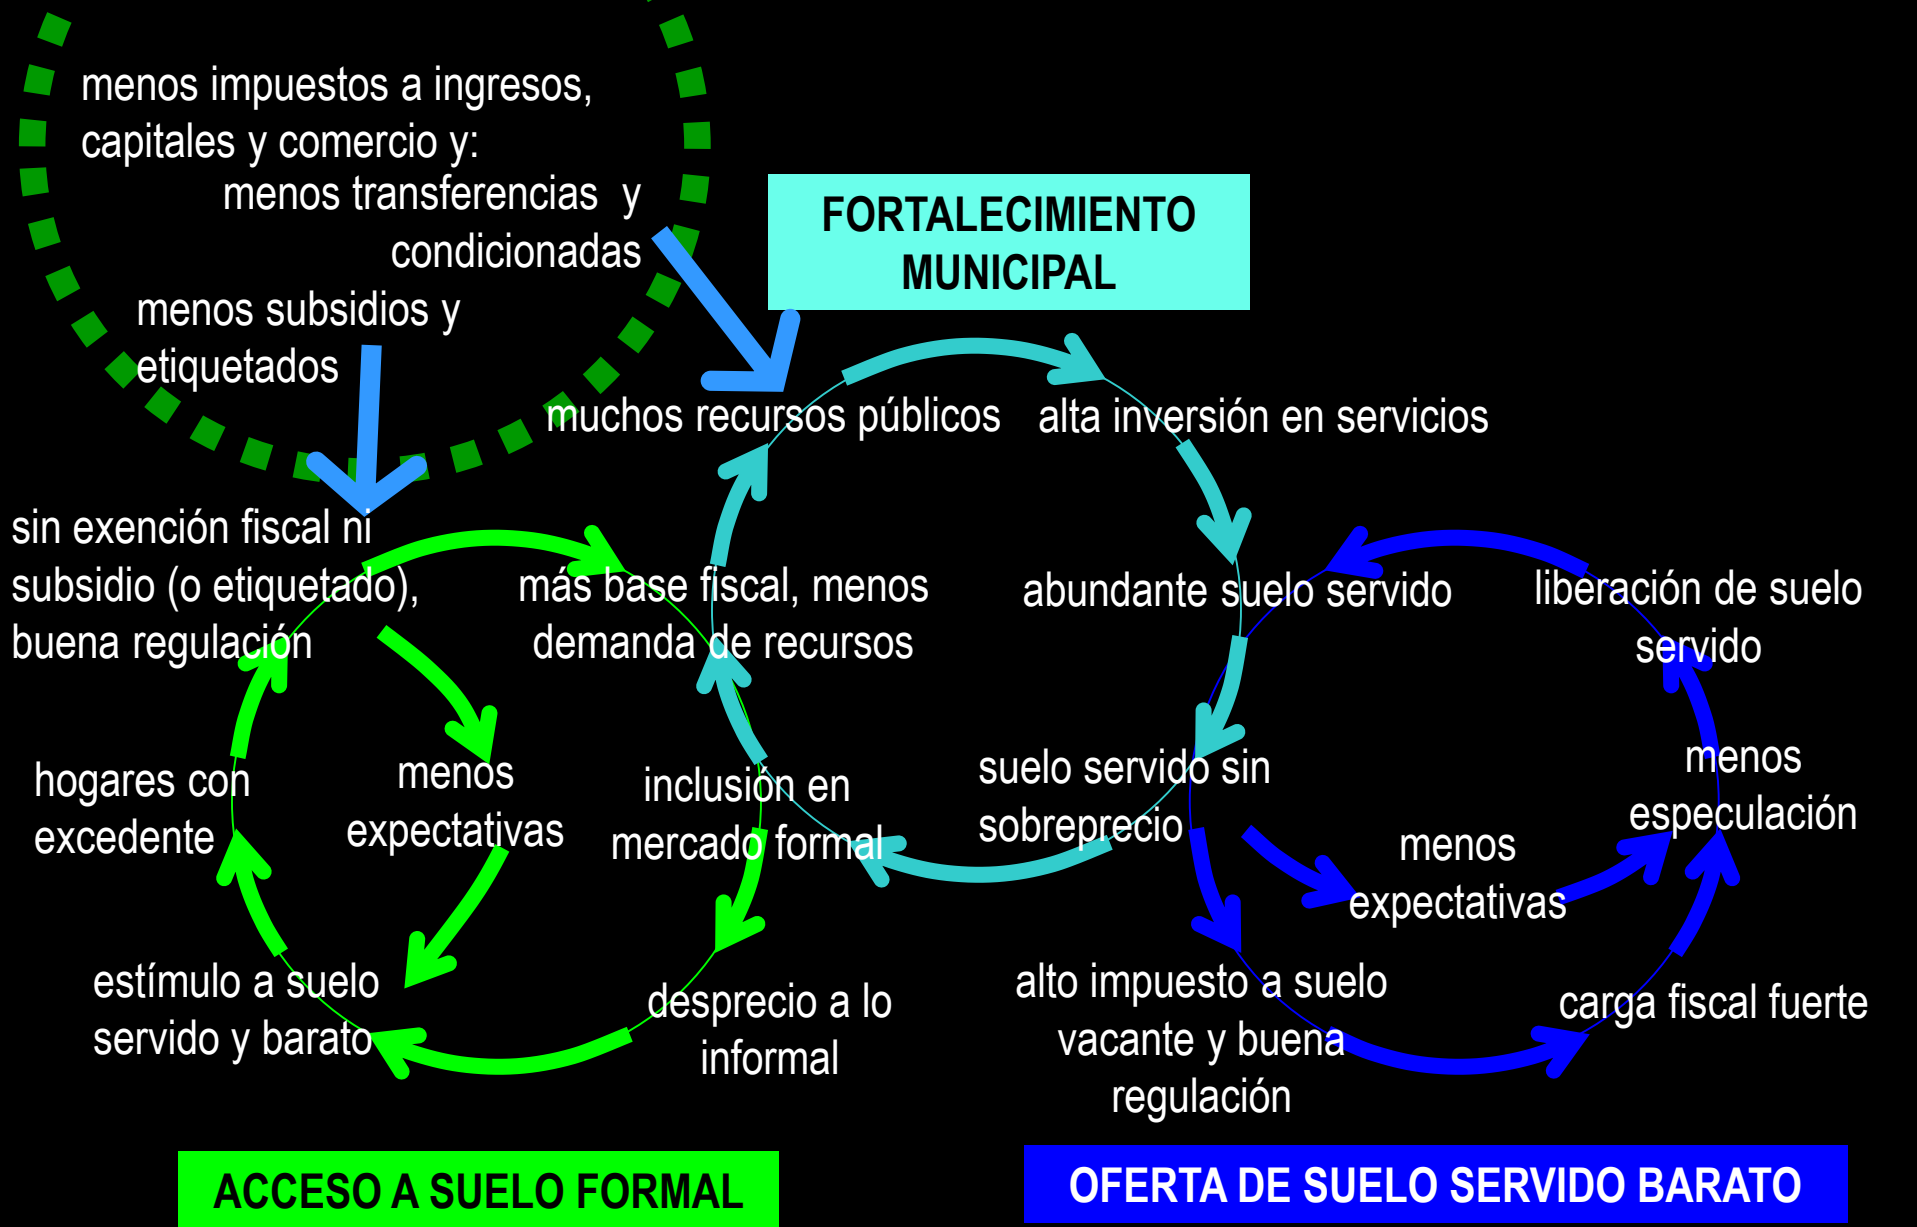 menos impuestos a ingresos,
capitales y comercio y:
menos transferencias y
condicionadas
menos subsidios y
etiquetados
FORTALECIMIENTO
MUNICIPAL
muchos recursos públicos
alta inversión en servicios
sin exención fiscal ni
subsidio (o etiquetado),
buena regulación
más base fiscal, menos
demanda de recursos
abundante suelo servido
liberación de suelo
servido
hogares con
excedente
menos
expectativas
inclusión en
mercado formal
suelo servido sin
sobreprecio
menos
expectativas
menos
especulación
estímulo a suelo
servido y barato
desprecio a lo
informal
alto impuesto a suelo
vacante y buena
regulación
carga fiscal fuerte
ACCESO A SUELO FORMAL
OFERTA DE SUELO SERVIDO BARATO